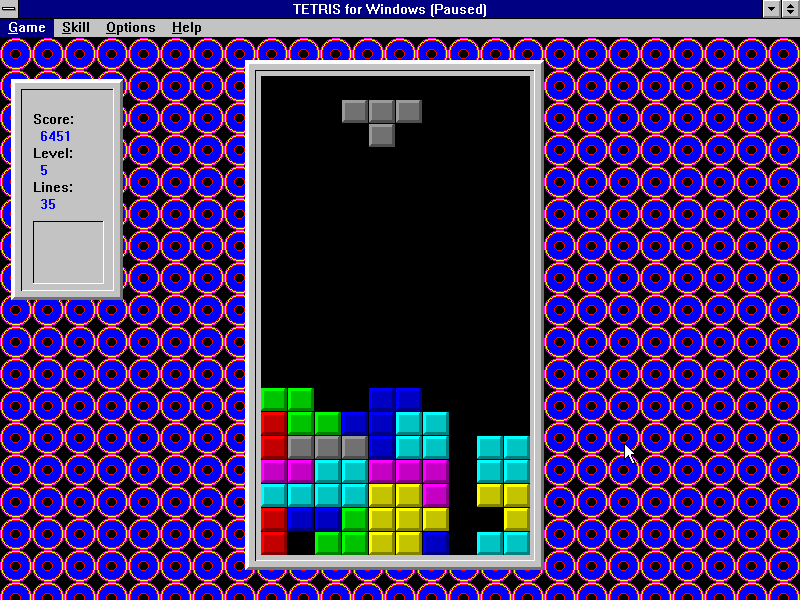 TETRIS for Windows (Paused)
Game Skill Options Help
Score:
6451
Level:
5
Lines:
35